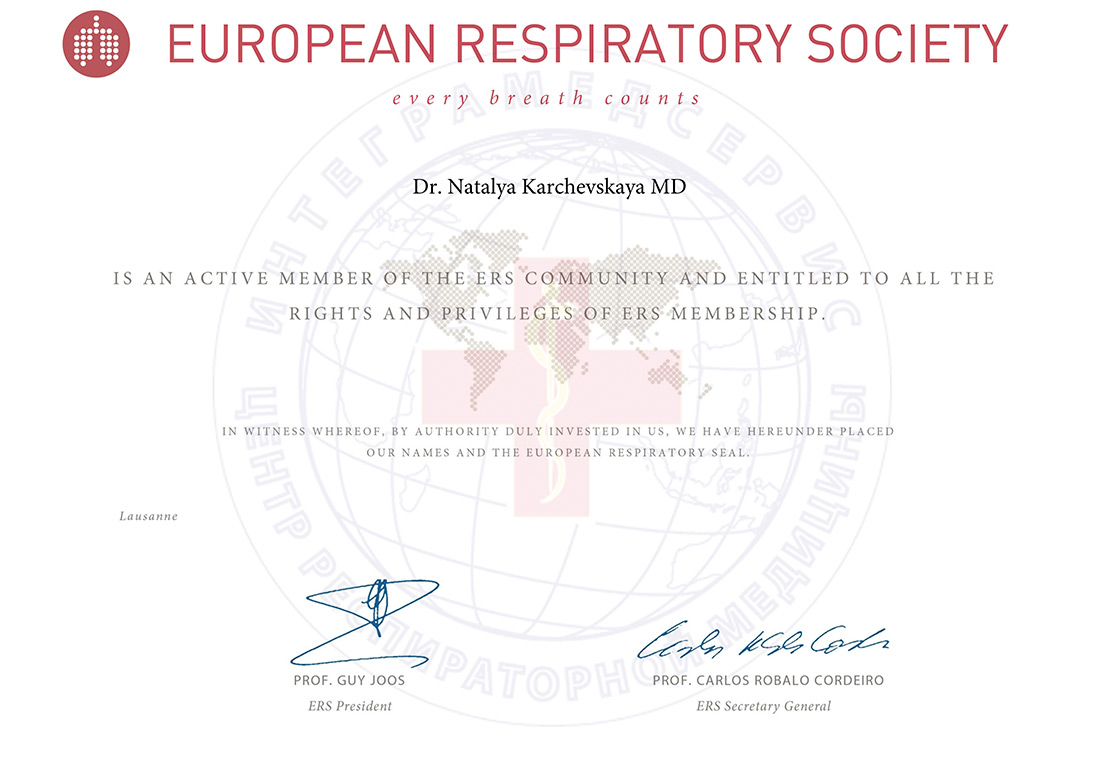 EUROPEAN RESPIRATORY SOCIETY
every breath counts
ИНТЕГРАМЕДСЕРВИС
Dr. Natalya Karchevskaya MD
IS AN ACTIVE MEMBER OF THE ERS COMMUNITY AND ENTITLED TO ALL THE
RIGHTS AND PRIVILEGES OF ERS MEMBERSHIP.
IN WITNESS WHEREOF, BY AUTHORITY DULY INVESTED IN US, WE HAVE HEREUNDER PLACED
OUR NAMES AND THE EUROPEAN RESPIRATORY SEAL.
Lausanne
ЦЕНТР РЕСПИРАТОРНОЙ МЕДИЦИНЫ
PROF. GUY JOOS
ERS President
PROF. CARLOS ROBALO CORDEIRO
ERS Secretary General